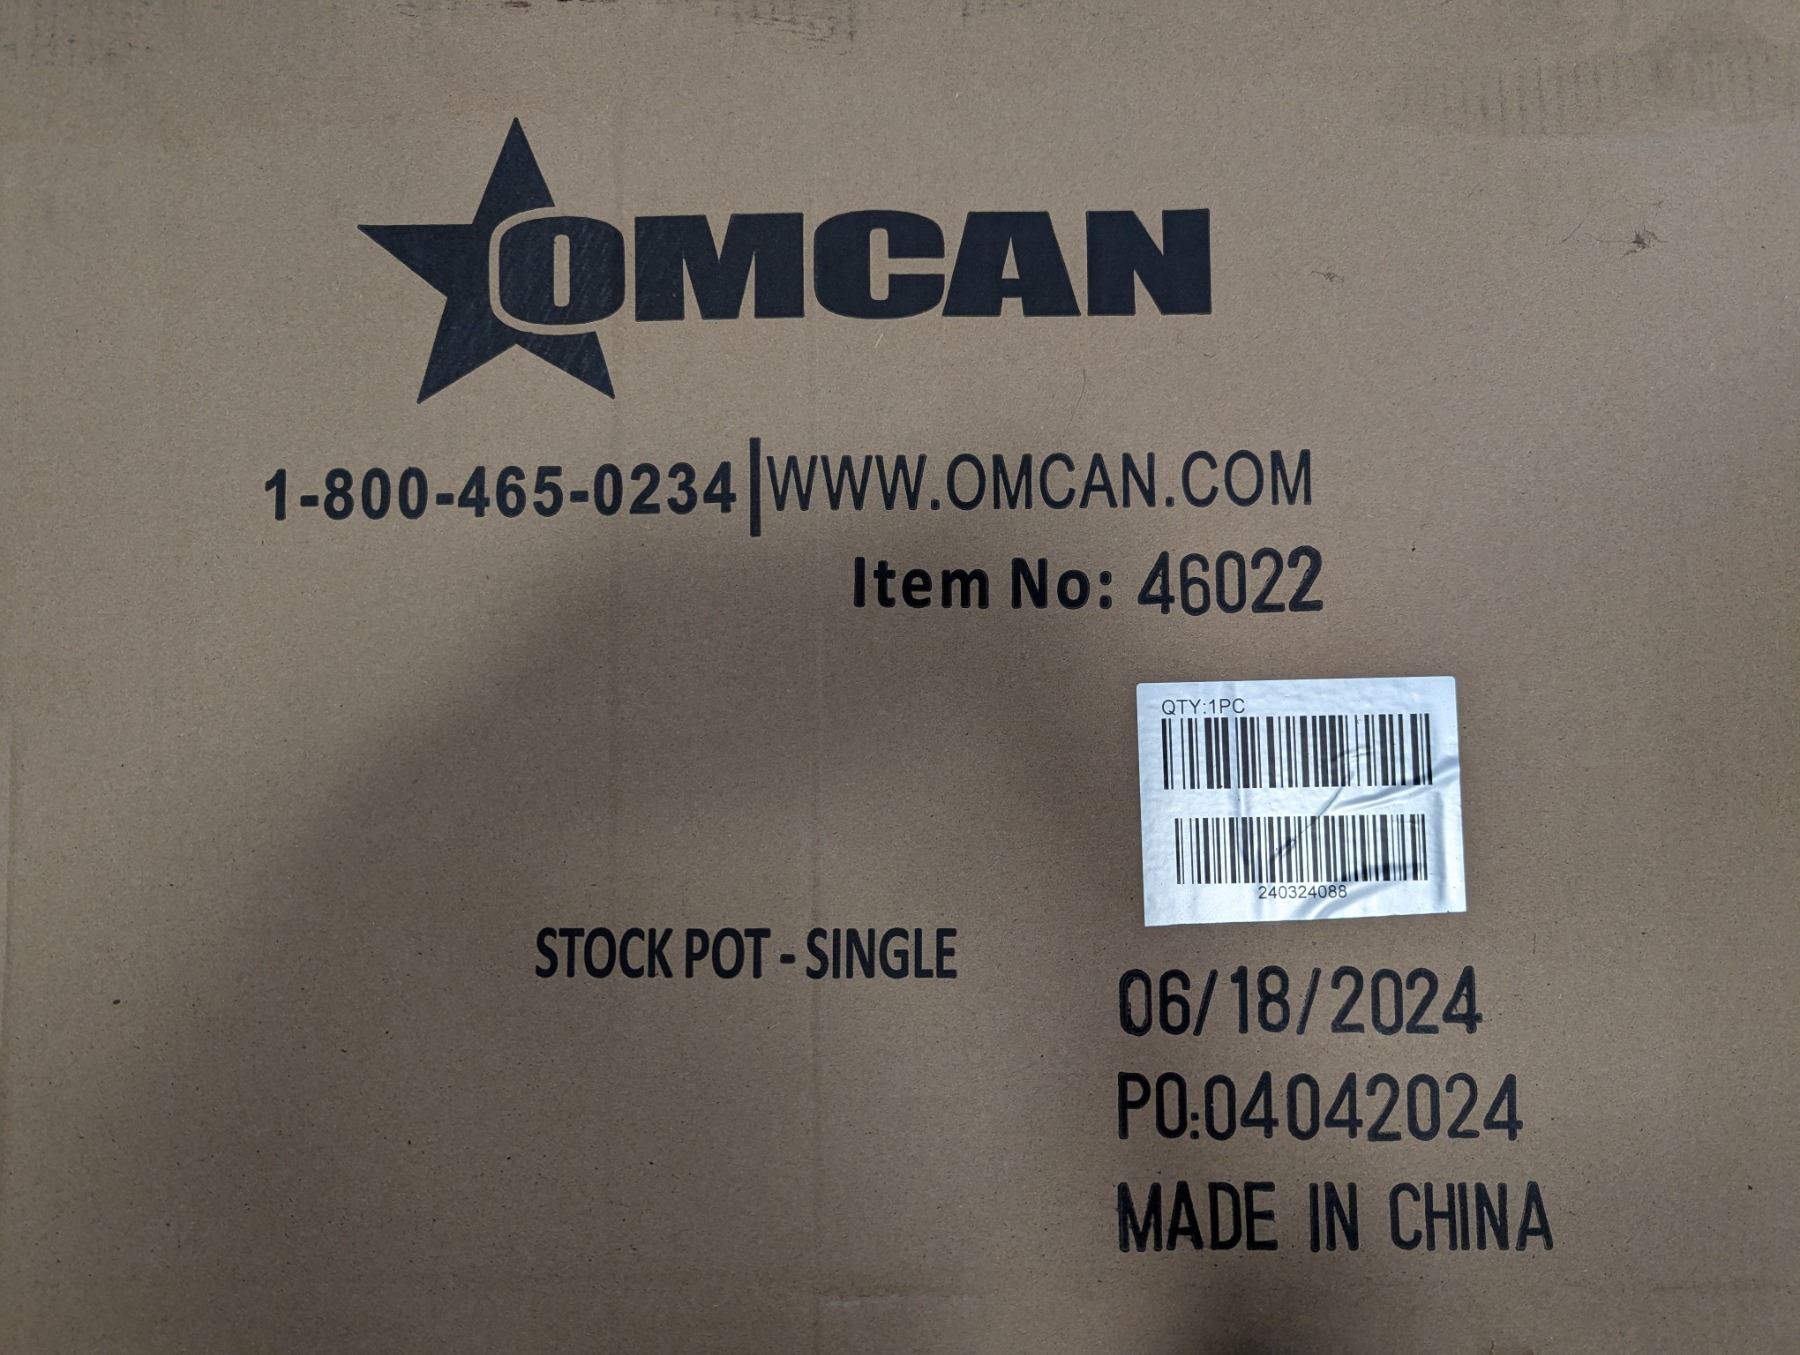 OMCAN
1-800-465-0234|WWW.OMCAN.COM
Item No: 46022
QTY:1PC
240324088
STOCK POT - SINGLE
06/18/2024
PO:04042024
MADE IN CHINA